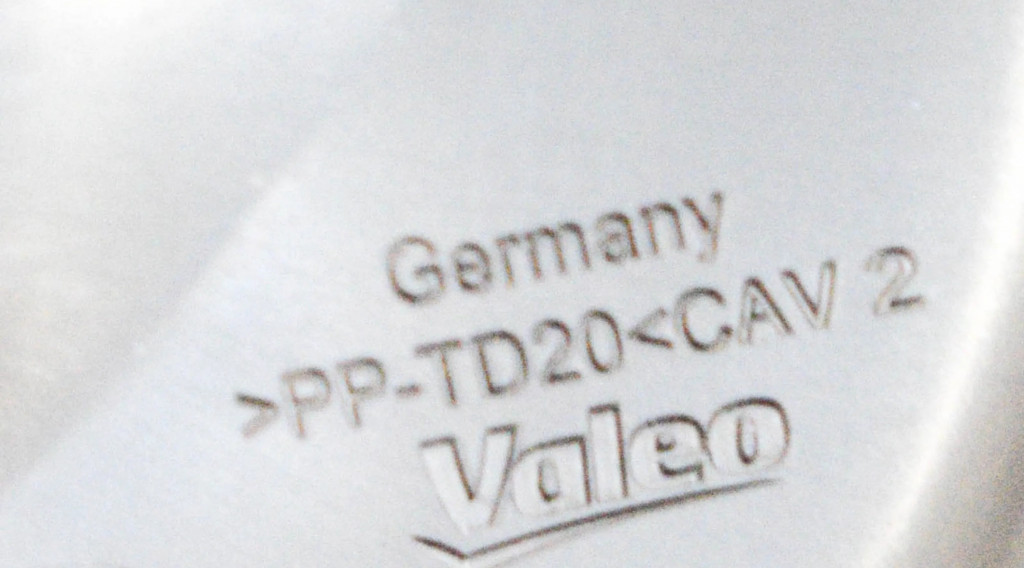 Germany
>PP-TD20<CAV 2
Valeo